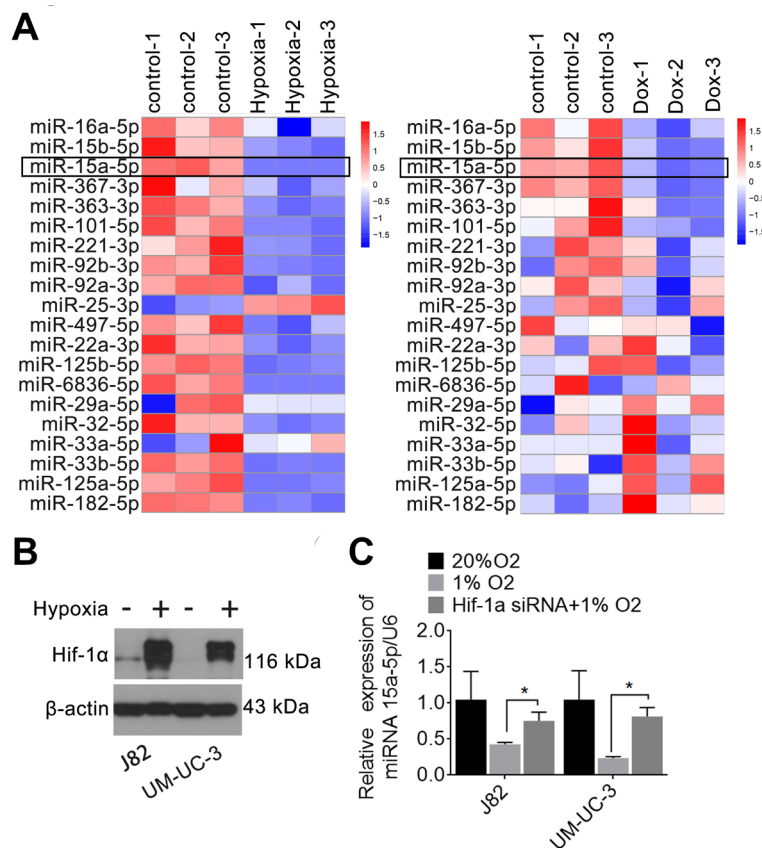 A
control-1 control-2 control-3 Hypoxia-1 Hypoxia-2 Hypoxia-3
miR-16a-5p
miR-15b-5p
miR-15a-5p
miR-367-3p
miR-363-3p
miR-101-5p
miR-221-3p
miR-92b-3p
miR-92a-3p
miR-25-3p
miR-497-5p
miR-22a-3p
miR-125b-5p
miR-6836-5p
miR-29a-5p
miR-32-5p
miR-33a-5p
miR-33b-5p
miR-125a-5p
miR-182-5p
1.5
1
0.5
0
−0.5
−1
−1.5
control-1 control-2 control-3 Dox-1 Dox-2 Dox-3
miR-16a-5p
miR-15b-5p
miR-15a-5p
miR-367-3p
miR-363-3p
miR-101-5p
miR-221-3p
miR-92b-3p
miR-92a-3p
miR-25-3p
miR-497-5p
miR-22a-3p
miR-125b-5p
miR-6836-5p
miR-29a-5p
miR-32-5p
miR-33a-5p
miR-33b-5p
miR-125a-5p
miR-182-5p
1.5
1
0.5
0
−0.5
−1
−1.5
B
Hypoxia - + - +
Hif-1α 116 kDa
β-actin 43 kDa
J82 UM-UC-3
C
20%O2
1% O2
Hif-1a siRNA+1% O2
Relative expression of
miRNA 15a-5p/U6
2.0
1.5
1.0
0.5
0.0
* *
J82 UM-UC-3